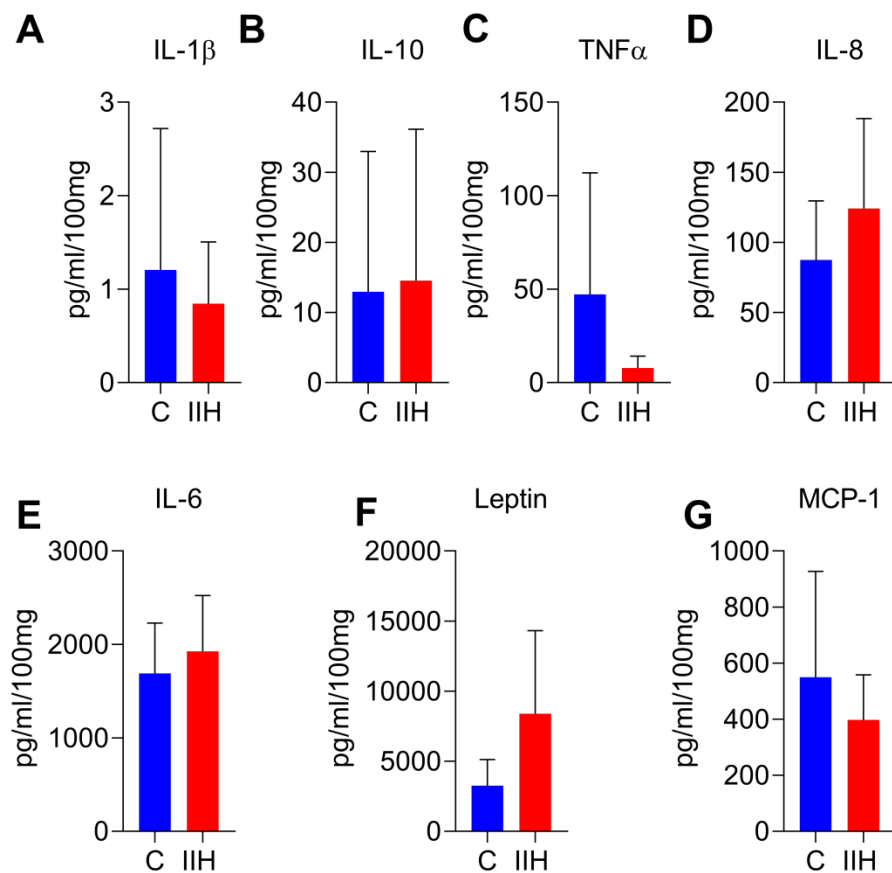 A
IL-1β
pg/ml/100mg
3
2
1
0
C IIH
B
IL-10
pg/ml/100mg
40
30
20
10
0
C IIH
C
TNFα
pg/ml/100mg
150
100
50
0
C IIH
D
IL-8
pg/ml/100mg
200
150
100
50
0
C IIH
E
IL-6
pg/ml/100mg
3000
2000
1000
0
C IIH
F
Leptin
pg/ml/100mg
20000
15000
10000
5000
0
C IIH
G
MCP-1
pg/ml/100mg
1000
800
600
400
200
0
C IIH